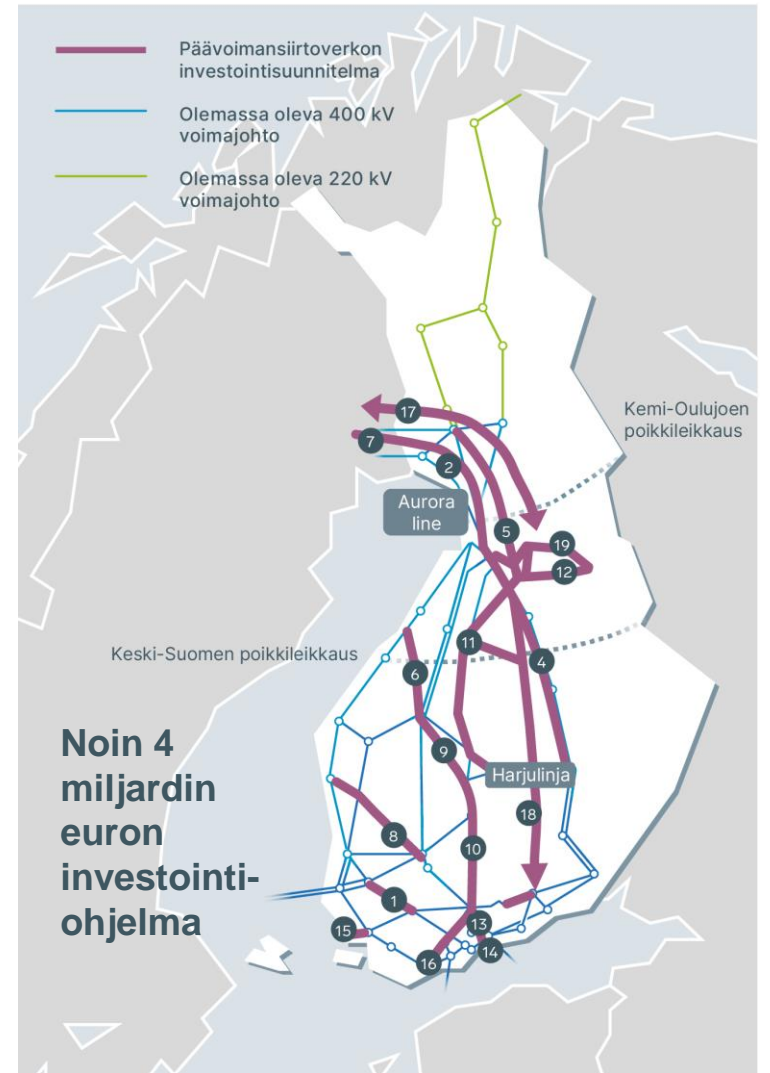 Päävoimansiirtoverkon
investointisuunnitelma
Olemassa oleva 400 kV
voimajohto
Olemassa oleva 220 kV
voimajohto
17
7
2
Kemi-Oulujoen
poikkileikkaus
Aurora
line
5
19
12
11
Keski-Suomen poikkileikkaus
4
6
Noin 4
miljardin
euron
investointi-
ohjelma
9
Harjulinja
18
8
10
1
13
15
14
16